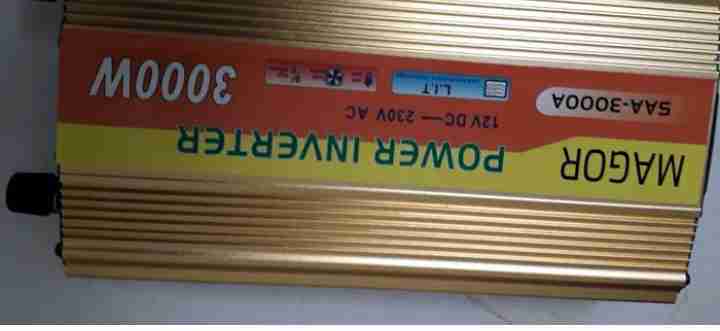 MAGOR POWER INVERTER
12V DC — 230V AC
SAA-3000A L.I.T 3000W